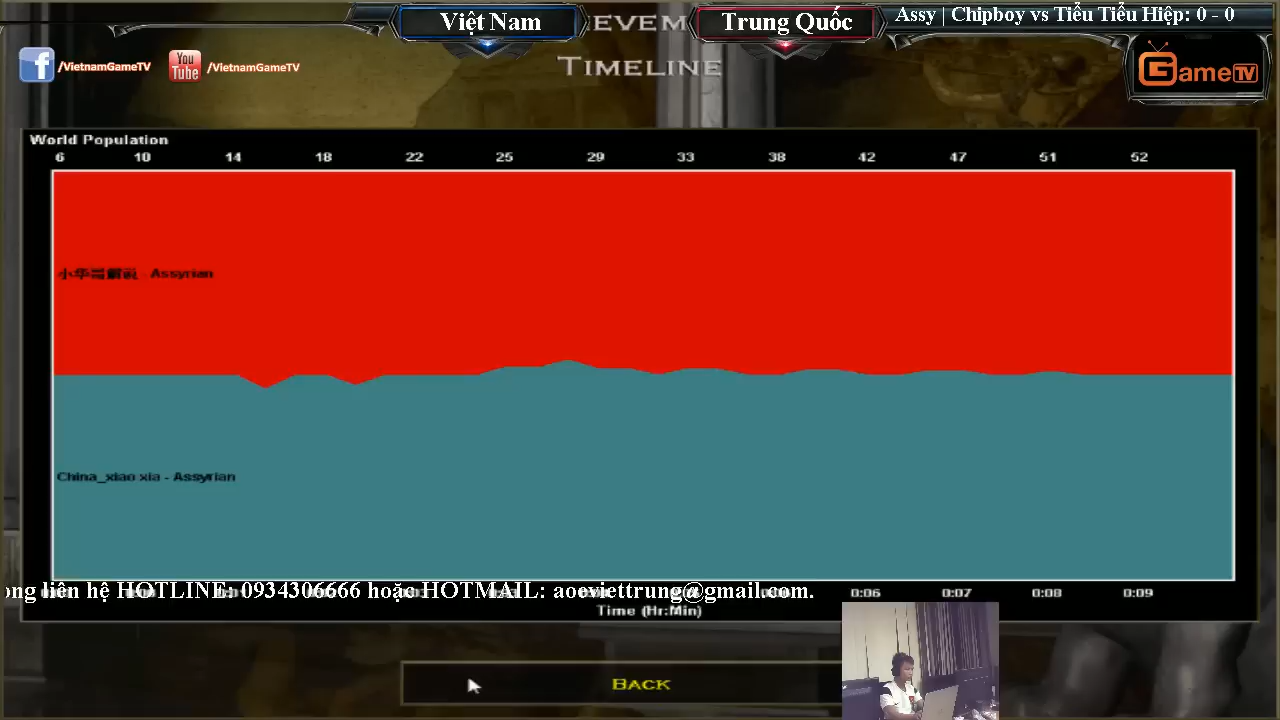 Việt Nam
EVEM
Trung Quốc
Assy | Chipboy vs Tiểu Tiểu Hiệp: 0 - 0
/VietnamGameTV
You Tube /VietnamGameTV
TIMELINE
GameTV
World Population
6 10 14 18 22 25 29 33 38 42 47 51 52
- Assyrian
China_xiao xia - Assyrian
ong liên hệ HOTLINE: 0934306666 hoặc HOTMAIL: aoeviettrung@gmail.com.
0:06 0:07 0:08 0:09
Time (Hr:Min)
BACK